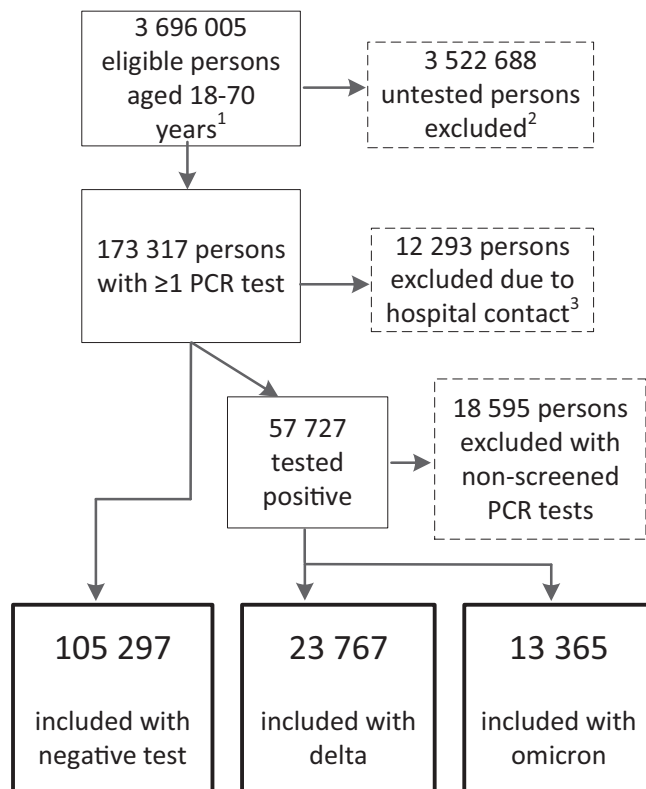 3 696 005
eligible persons
aged 18-70
years1
3 522 688
untested persons
excluded2
173 317 persons
with ≥1 PCR test
12 293 persons
excluded due to
hospital contact3
57 727
tested
positive
18 595 persons
excluded with
non-screened
PCR tests
105 297
included with
negative test
23 767
included with
delta
13 365
included with
omicron